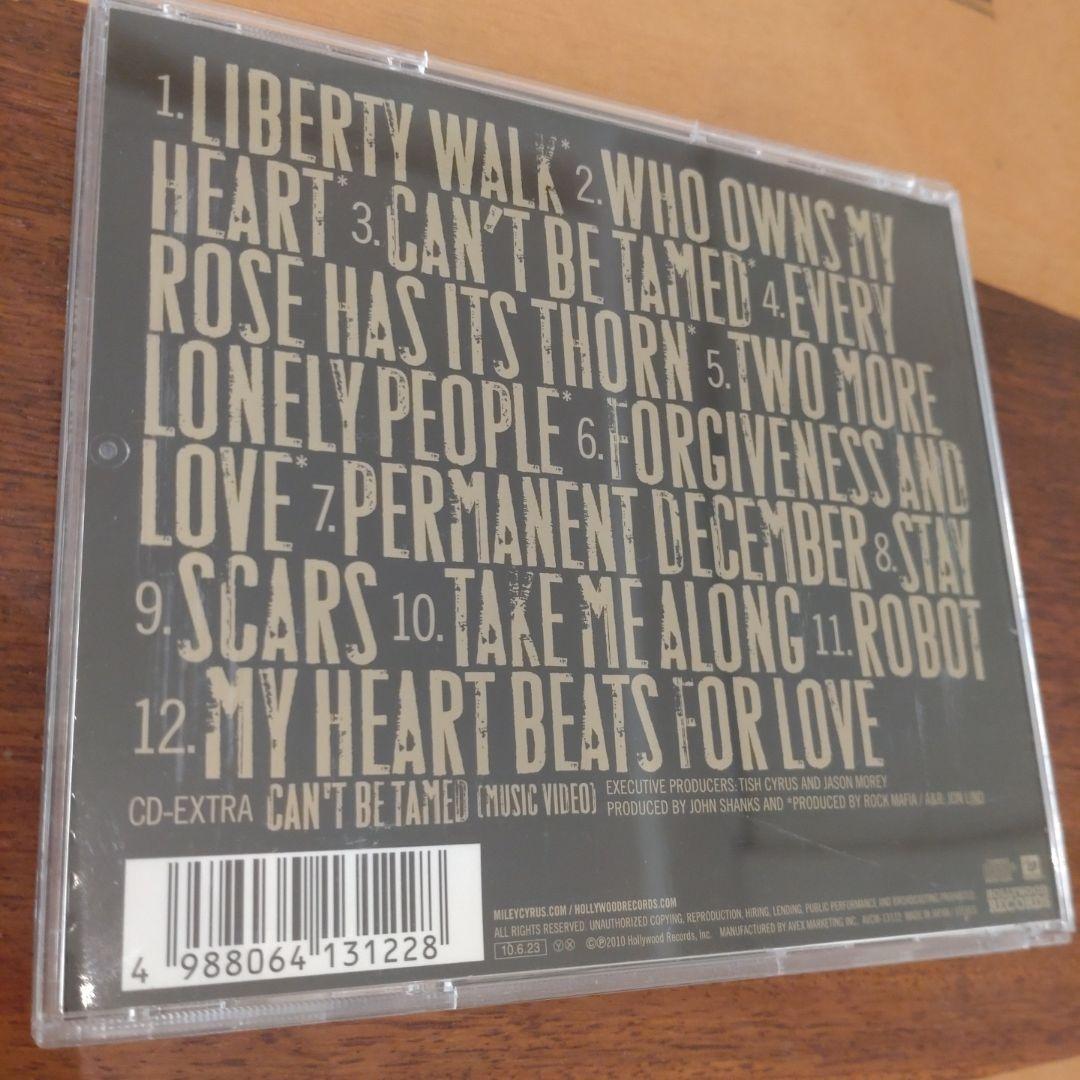 1. LIBERTY WALK* 2. WHO OWNS MY
HEART* 3. CAN'T BE TAMED* 4. EVERY
ROSE HAS ITS THORN* 5. TWO MORE
LONELY PEOPLE* 6. FORGIVENESS AND
LOVE* 7. PERMANENT DECEMBER 8. STAY
9. SCARS 10. TAKE ME ALONG 11. ROBOT
12. MY HEART BEATS FOR LOVE
CD-EXTRA CAN'T BE TAMED (MUSIC VIDEO)
EXECUTIVE PRODUCERS: TISH CYRUS AND JASON MOREY
PRODUCED BY JOHN SHANKS AND *PRODUCED BY ROCK MAFIA / A&R: JON LIND
MILEYCYRUS.COM / HOLLYWOODRECORDS.COM
ALL RIGHTS RESERVED. UNAUTHORIZED COPYING, REPRODUCTION, HIRING, LENDING, PUBLIC PERFORMANCE AND BROADCASTING PROHIBITED.
10.6.23 Y X ©℗2010 Hollywood Records, Inc. MANUFACTURED BY AVEX MARKETING INC. MADE IN JAPAN
HOLLYWOOD
RECORDS
4 988064 131228